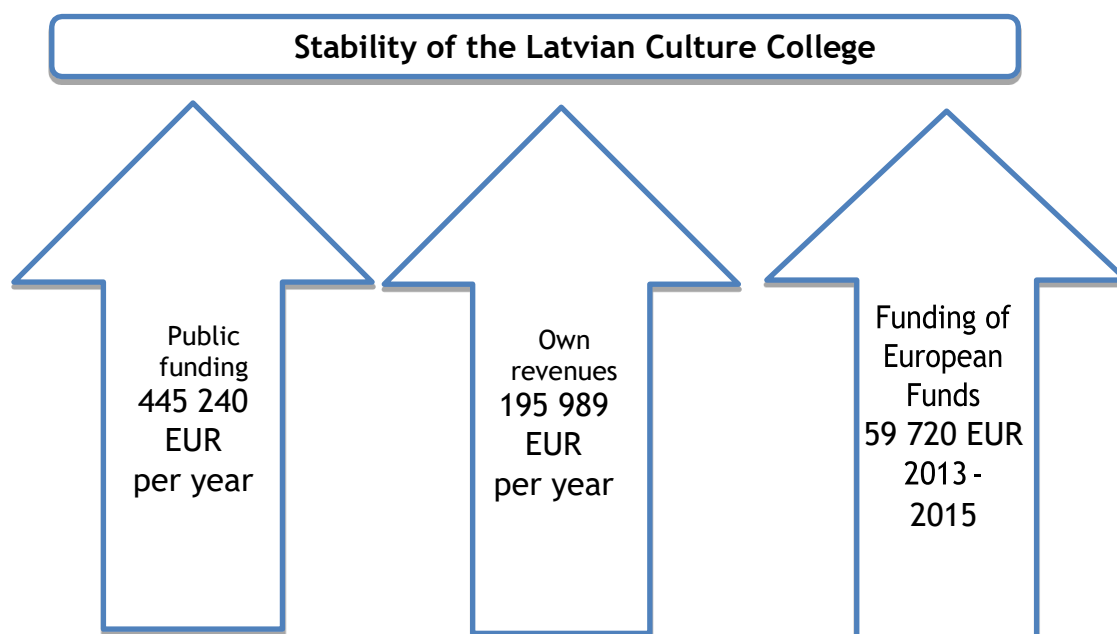 Stability of the Latvian Culture College
Public
funding
445 240
EUR
per year
Own
revenues
195 989
EUR
per year
Funding of
European
Funds
59 720 EUR
2013 -
2015